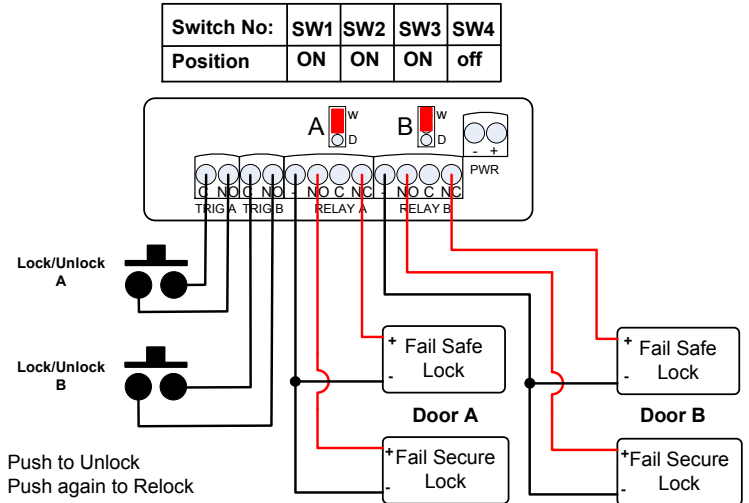 Switch No: SW1 SW2 SW3 SW4
Position ON ON ON off
A W D B W D
- +
PWR
C NO C NO - NO C NC - NO C NC
TRIG A TRIG B RELAY A RELAY B
Lock/Unlock
A
Lock/Unlock
B
+ Fail Safe
- Lock
+ Fail Safe
- Lock
Door A
Door B
+Fail Secure
- Lock
+Fail Secure
- Lock
Push to Unlock
Push again to Relock